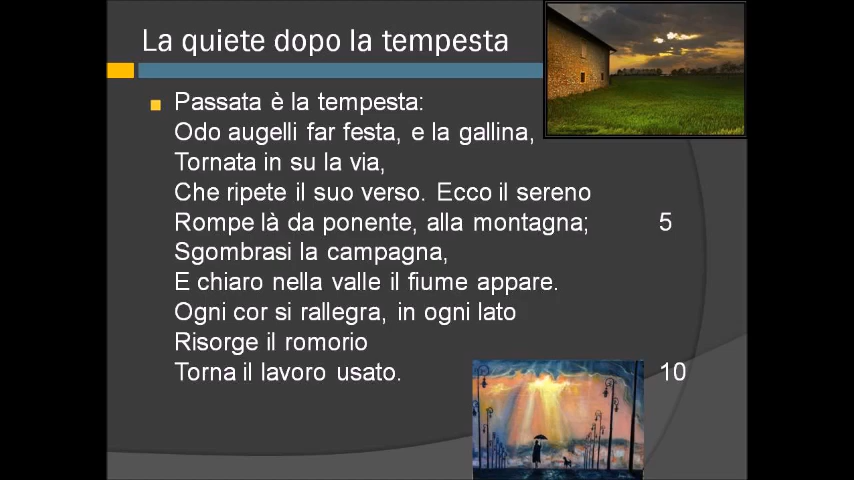 La quiete dopo la tempesta
Passata è la tempesta:
Odo augelli far festa, e la gallina,
Tornata in su la via,
Che ripete il suo verso. Ecco il sereno
Rompe là da ponente, alla montagna; 5
Sgombrasi la campagna,
E chiaro nella valle il fiume appare.
Ogni cor si rallegra, in ogni lato
Risorge il romorio
Torna il lavoro usato. 10